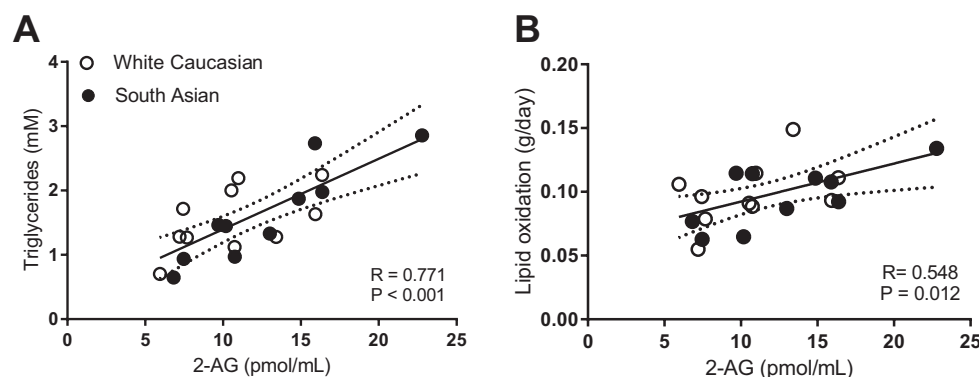 A
White Caucasian
South Asian
Triglycerides (mM)
4
3
2
1
0
0 5 10 15 20 25
2-AG (pmol/mL)
R = 0.771
P < 0.001
B
Lipid oxidation (g/day)
0.20
0.15
0.10
0.05
0.00
0 5 10 15 20 25
2-AG (pmol/mL)
R= 0.548
P = 0.012